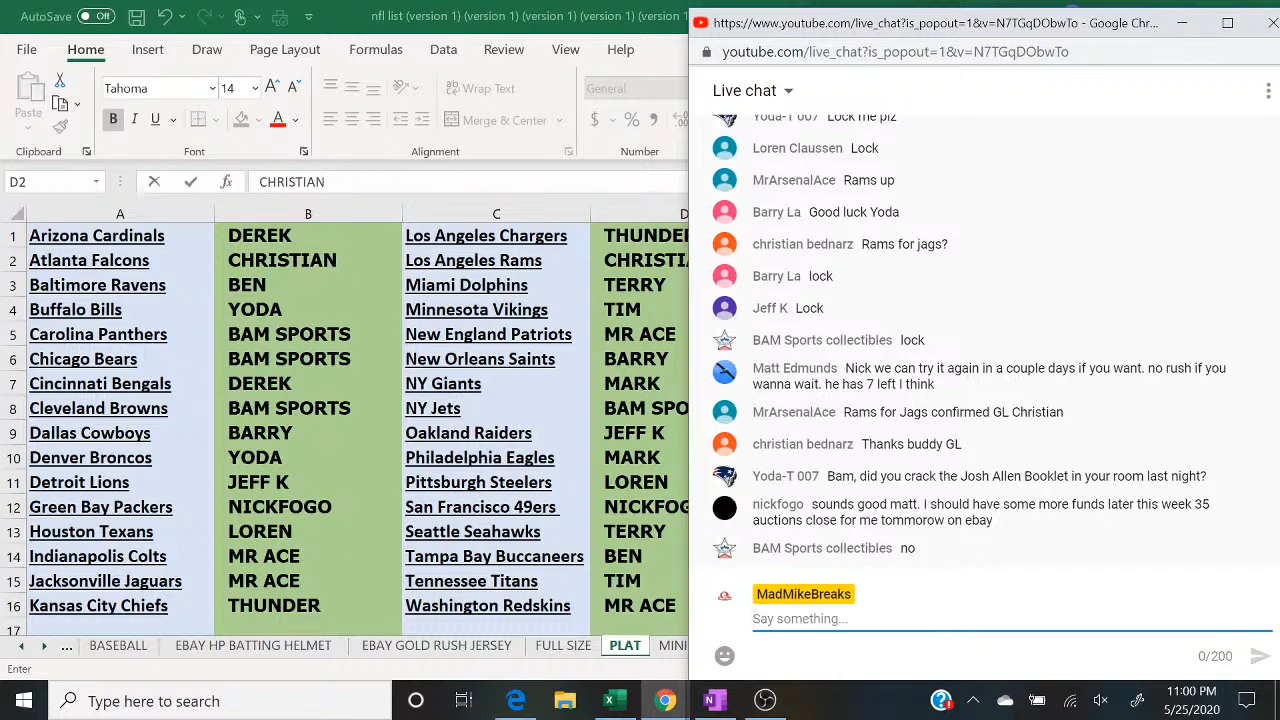 AutoSave Off nfl list (version 1) (version 1) (version 1) (version 1)
File Home Insert Draw Page Layout Formulas Data Review View Help
Paste
Tahoma 14
B I U
A
Wrap Text
Merge & Center
General
$ %
Clipboard Font Alignment Number
D2 fx CHRISTIAN
A B C D
1 Arizona Cardinals DEREK Los Angeles Chargers THUNDER
2 Atlanta Falcons CHRISTIAN Los Angeles Rams CHRISTIA
3 Baltimore Ravens BEN Miami Dolphins TERRY
4 Buffalo Bills YODA Minnesota Vikings TIM
5 Carolina Panthers BAM SPORTS New England Patriots MR ACE
6 Chicago Bears BAM SPORTS New Orleans Saints BARRY
7 Cincinnati Bengals DEREK NY Giants MARK
8 Cleveland Browns BAM SPORTS NY Jets BAM SPO
9 Dallas Cowboys BARRY Oakland Raiders JEFF K
10 Denver Broncos YODA Philadelphia Eagles MARK
11 Detroit Lions JEFF K Pittsburgh Steelers LOREN
12 Green Bay Packers NICKFOGO San Francisco 49ers NICKFOG
13 Houston Texans LOREN Seattle Seahawks TERRY
14 Indianapolis Colts MR ACE Tampa Bay Buccaneers BEN
15 Jacksonville Jaguars MR ACE Tennessee Titans TIM
16 Kansas City Chiefs THUNDER Washington Redskins MR ACE
17
... BASEBALL EBAY HP BATTING HELMET EBAY GOLD RUSH JERSEY FULL SIZE PLAT MINI
Enter
https://www.youtube.com/live_chat?is_popout=1&v=N7TGqDObwTo - Google Chr...
youtube.com/live_chat?is_popout=1&v=N7TGqDObwTo
Live chat
Yoda-T 007 Lock me plz
Loren Claussen Lock
MrArsenalAce Rams up
Barry La Good luck Yoda
christian bednarz Rams for jags?
Barry La lock
Jeff K Lock
BAM Sports collectibles lock
Matt Edmunds Nick we can try it again in a couple days if you want. no rush if you
wanna wait. he has 7 left I think
MrArsenalAce Rams for Jags confirmed GL Christian
christian bednarz Thanks buddy GL
Yoda-T 007 Bam, did you crack the Josh Allen Booklet in your room last night?
nickfogo sounds good matt. I should have some more funds later this week 35
auctions close for me tommorow on ebay
BAM Sports collectibles no
MadMikeBreaks
Say something...
0/200
Type here to search
11:00 PM
5/25/2020